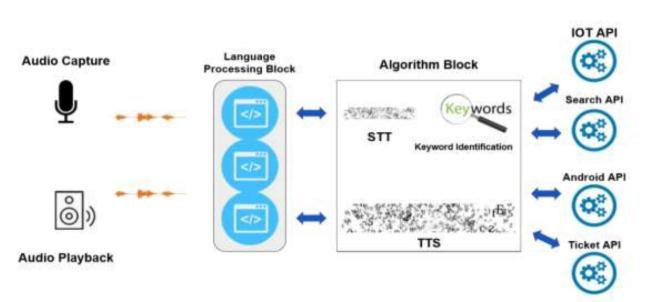 Audio Capture
Audio Playback
Language
Processing Block
</>
</>
</>
Algorithm Block
STT
Keywords
Keyword Identification
TTS
IOT API
Search API
Android API
Ticket API